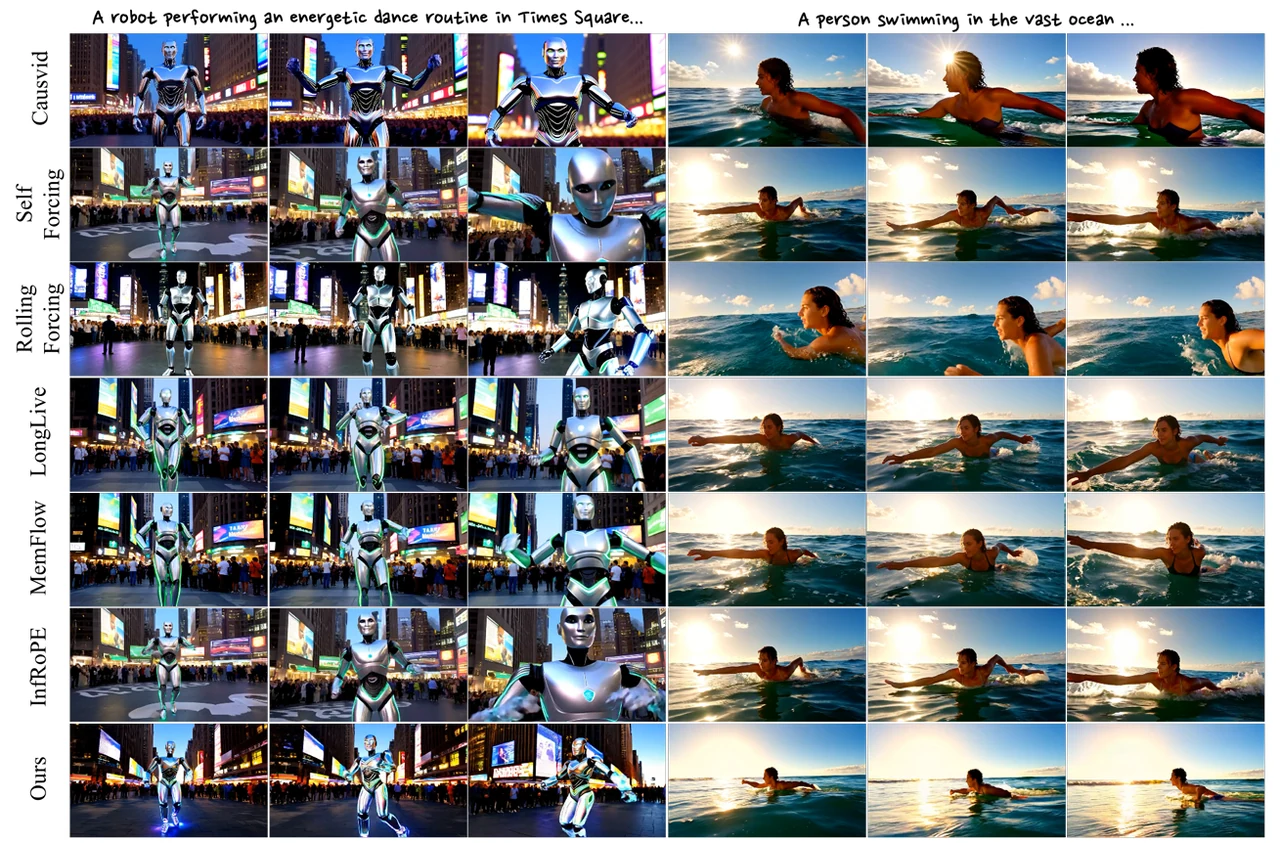 A robot performing an energetic dance routine in Times Square...
A person swimming in the vast ocean ...
Causvid
Self
Forcing
Rolling
Forcing
LongLive
MemFlow
InfRoPE
Ours